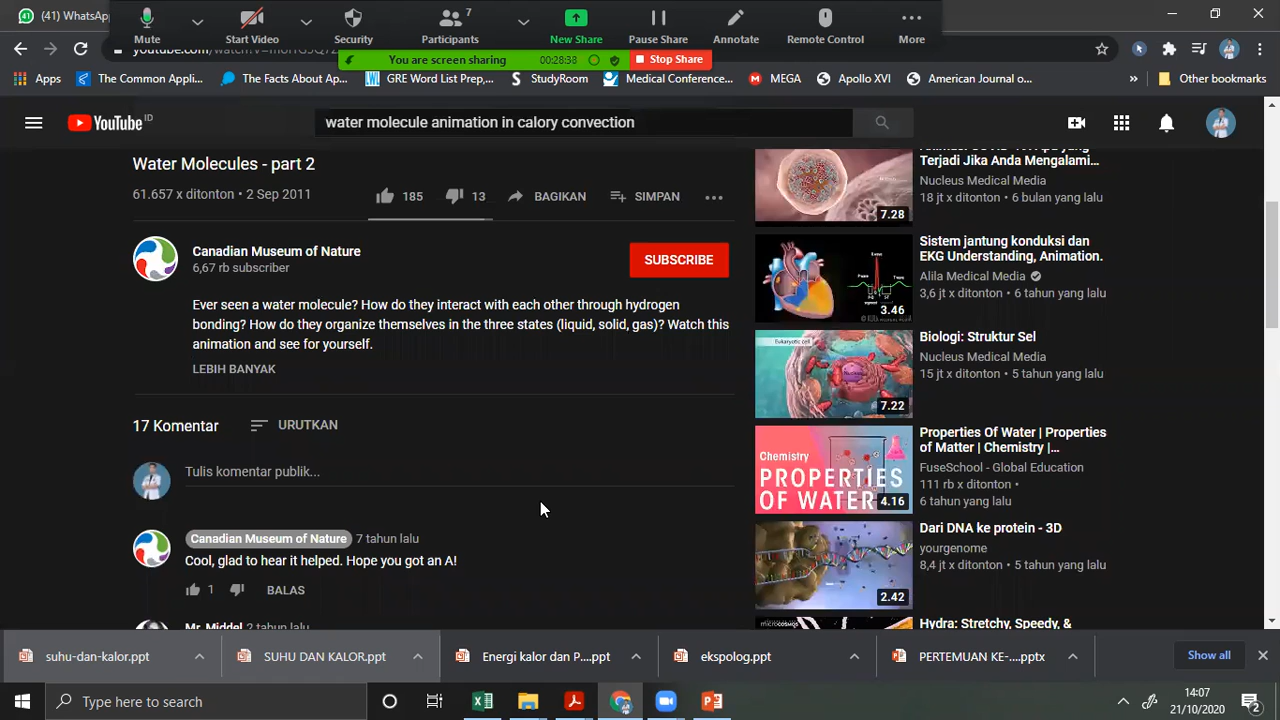 (41) WhatsApp
Mute
Start Video
Security
7
Participants
New Share
Pause Share
Annotate
Remote Control
More
You are screen sharing
00:28:38
Stop Share
Apps
The Common Appli...
The Facts About Ap...
GRE Word List Prep,...
StudyRoom
Medical Conference...
MEGA
Apollo XVI
American Journal o...
»
Other bookmarks
YouTube ID
water molecule animation in calory convection
Water Molecules - part 2
61.657 x ditonton • 2 Sep 2011
185
13
BAGIKAN
SIMPAN
Canadian Museum of Nature
6,67 rb subscriber
SUBSCRIBE
Ever seen a water molecule? How do they interact with each other through hydrogen
bonding? How do they organize themselves in the three states (liquid, solid, gas)? Watch this
animation and see for yourself.
LEBIH BANYAK
17 Komentar
URUTKAN
Tulis komentar publik...
Canadian Museum of Nature 7 tahun lalu
Cool, glad to hear it helped. Hope you got an A!
1
BALAS
Mr. Middel 2 tahun lalu
Terjadi Jika Anda Mengalami...
Nucleus Medical Media
18 jt x ditonton • 6 bulan yang lalu
7.28
Sistem jantung konduksi dan
EKG Understanding, Animation.
Alila Medical Media
3,6 jt x ditonton • 6 tahun yang lalu
3.46
Eukaryotic cell
Biologi: Struktur Sel
Nucleus Medical Media
15 jt x ditonton • 5 tahun yang lalu
7.22
Chemistry
PROPERTIES
OF WATER
4.16
Properties Of Water | Properties
of Matter | Chemistry |...
FuseSchool - Global Education
111 rb x ditonton •
6 tahun yang lalu
Dari DNA ke protein - 3D
yourgenome
8,4 jt x ditonton • 5 tahun yang lalu
2.42
MICROCOSMOS
Hydra: Stretchy, Speedy, &
suhu-dan-kalor.ppt
SUHU DAN KALOR.ppt
Energi kalor dan P....ppt
ekspolog.ppt
PERTEMUAN KE-....pptx
Show all
Type here to search
14:07
21/10/2020
2